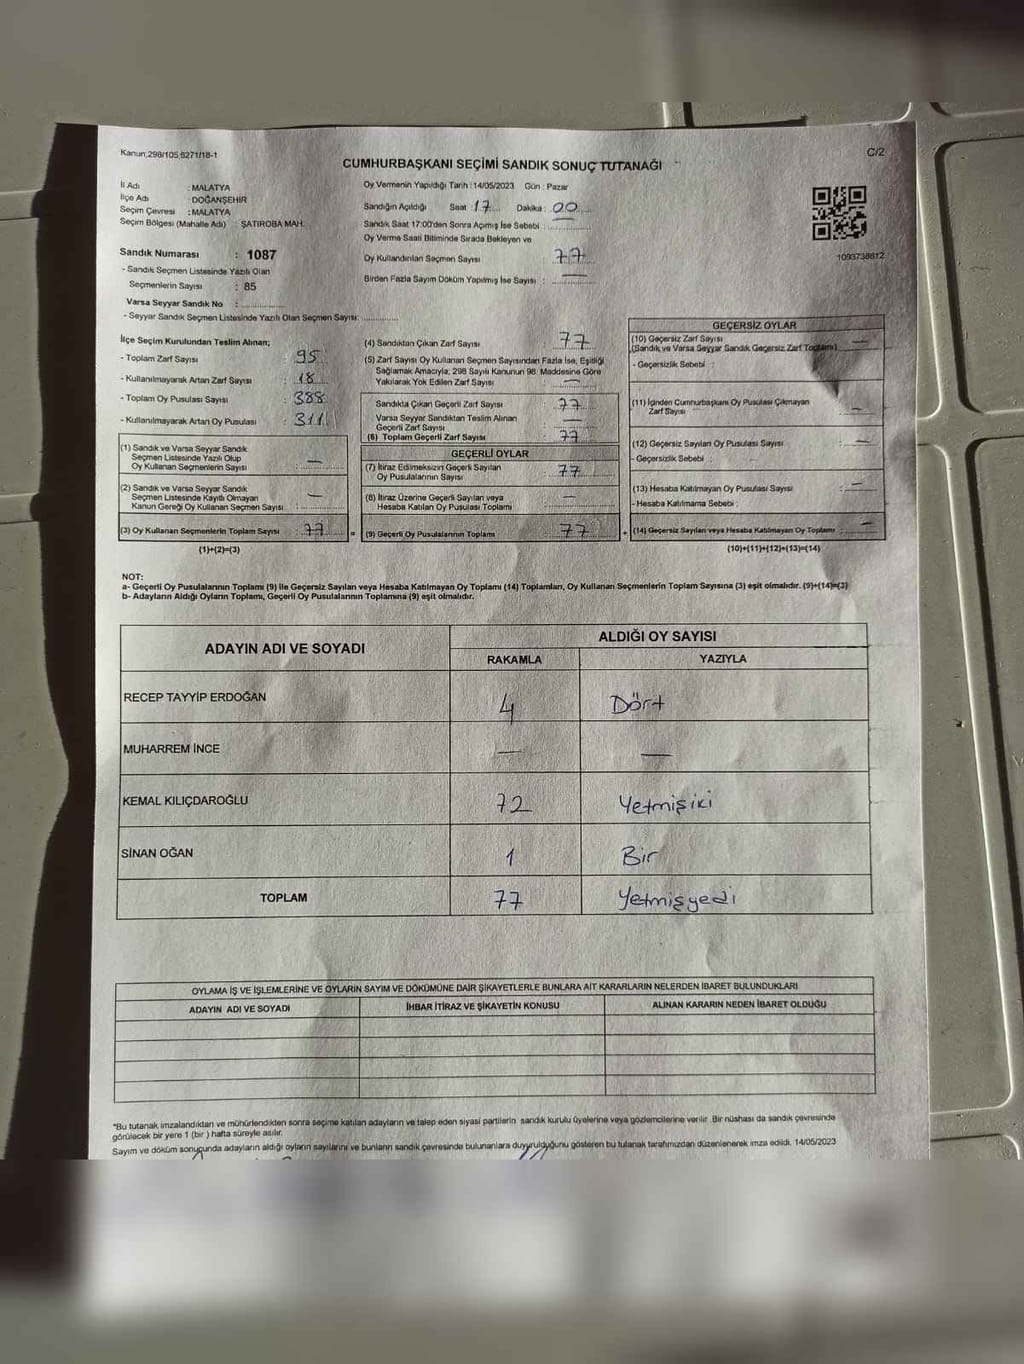 Kanun:298/105,6271/18-1
C/2
CUMHURBAŞKANI SEÇİMİ SANDIK SONUÇ TUTANAĞI
İl Adı : MALATYA
İlçe Adı : DOĞANŞEHİR
Seçim Çevresi : MALATYA
Seçim Bölgesi (Mahalle Adı) : ŞATIROBA MAH.
Oy Vermenin Yapıldığı Tarih :14/05/2023 Gün : Pazar
Sandığın Açıldığı Saat : 17 Dakika : 00
Sandık Saat 17:00'den Sonra Açımış İse Sebebi :
Oy Verme Saati Bitiminde Sırada Bekleyen ve
Oy Kullandırılan Seçmen Sayısı : 77
Birden Fazla Sayım Döküm Yapılmış İse Sayısı : —
1093738612
Sandık Numarası : 1087
- Sandık Seçmen Listesinde Yazılı Olan
Seçmenlerin Sayısı : 85
Varsa Seyyar Sandık No :
- Seyyar Sandık Seçmen Listesinde Yazılı Olan Seçmen Sayısı:
İlçe Seçim Kurulundan Teslim Alınan;
- Toplam Zarf Sayısı : 95
- Kullanılmayarak Artan Zarf Sayısı : 18
- Toplam Oy Pusulası Sayısı : 388
- Kullanılmayarak Artan Oy Pusulası : 311
(1) Sandık ve Varsa Seyyar Sandık
Seçmen Listesinde Yazılı Olup
Oy Kullanan Seçmenlerin Sayısı : —
(2) Sandık ve Varsa Seyyar Sandık
Seçmen Listesinde Kayıtlı Olmayan
Kanun Gereği Oy Kullanan Seçmen Sayısı : —
(3) Oy Kullanan Seçmenlerin Toplam Sayısı : 77
(1)+(2)=(3)
(4) Sandıktan Çıkan Zarf Sayısı : 77
(5) Zarf Sayısı Oy Kullanan Seçmen Sayısından Fazla İse, Eşitliği
Sağlamak Amacıyla; 298 Sayılı Kanunun 98. Maddesine Göre
Yakılarak Yok Edilen Zarf Sayısı : —
Sandıkta Çıkan Geçerli Zarf Sayısı : 77
Varsa Seyyar Sandıktan Teslim Alınan
Geçerli Zarf Sayısı : —
(6) Toplam Geçerli Zarf Sayısı : 77
GEÇERLİ OYLAR
(7) İtiraz Edilmeksizin Geçerli Sayılan
Oy Pusulalarının Sayısı : 77
(8) İtiraz Üzerine Geçerli Sayılan veya
Hesaba Katılan Oy Pusulası Toplamı : —
= (9) Geçerli Oy Pusulalarının Toplamı : 77
GEÇERSİZ OYLAR
(10) Geçersiz Zarf Sayısı
(Sandık ve Varsa Seyyar Sandık Geçersiz Zarf Toplamı) : —
- Geçersizlik Sebebi :
(11) İçinden Cumhurbaşkanı Oy Pusulası Çıkmayan
Zarf Sayısı : —
(12) Geçersiz Sayılan Oy Pusulası Sayısı : —
- Geçersizlik Sebebi :
(13) Hesaba Katılmayan Oy Pusulası Sayısı : —
- Hesaba Katılmama Sebebi :
+ (14) Geçersiz Sayılan veya Hesaba Katılmayan Oy Toplamı : —
(10)+(11)+(12)+(13)=(14)
NOT:
a- Geçerli Oy Pusulalarının Toplamı (9) ile Geçersiz Sayılan veya Hesaba Katılmayan Oy Toplamı (14) Toplamları, Oy Kullanan Seçmenlerin Toplam Sayısına (3) eşit olmalıdır. (9)+(14)=(3)
b- Adayların Aldığı Oyların Toplamı, Geçerli Oy Pusulalarının Toplamına (9) eşit olmalıdır.
ADAYIN ADI VE SOYADI
ALDIĞI OY SAYISI
RAKAMLA YAZIYLA
RECEP TAYYİP ERDOĞAN 4 Dört
MUHARREM İNCE — —
KEMAL KILIÇDAROĞLU 72 Yetmişiki
SİNAN OĞAN 1 Bir
TOPLAM 77 Yetmişyedi
OYLAMA İŞ VE İŞLEMLERİNE VE OYLARIN SAYIM VE DÖKÜMÜNE DAİR ŞİKAYETLERLE BUNLARA AİT KARARLARIN NELERDEN İBARET BULUNDUKLARI
ADAYIN ADI VE SOYADI İHBAR İTİRAZ VE ŞİKAYETİN KONUSU ALINAN KARARIN NEDEN İBARET OLDUĞU
*Bu tutanak imzalandıktan ve mühürlendikten sonra seçime katılan adayların ve talep eden siyasi partilerin sandık kurulu üyelerine veya gözlemcilerine verilir. Bir nüshası da sandık çevresinde
görülecek bir yere 1 (bir ) hafta süreyle asılır.
Sayım ve döküm sonucunda adayların aldığı oyların sayılarını ve bunların sandık çevresinde bulunanlara duyurulduğunu gösteren bu tutanak tarafımızdan düzenlenerek imza edildi. 14/05/2023